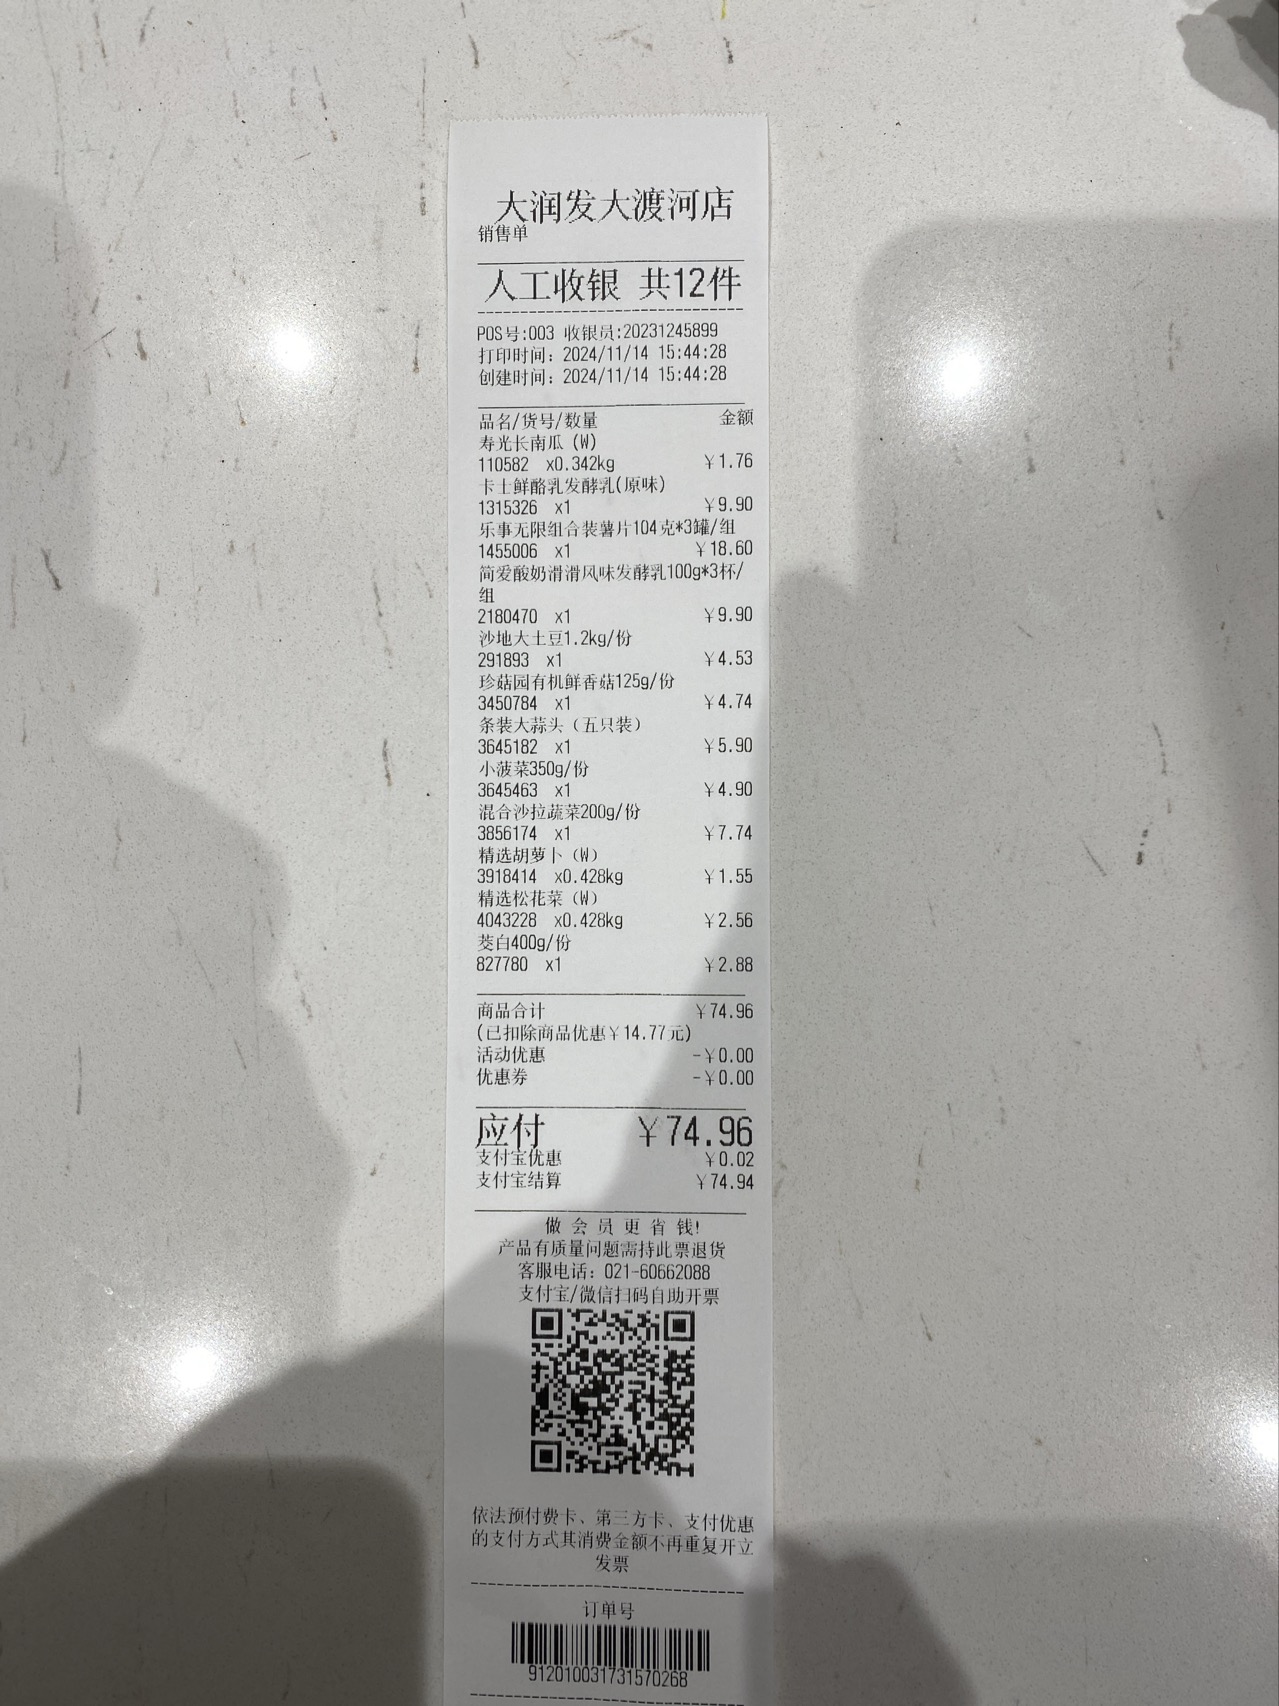 大润发大渡河店
销售单
人工收银 共12件
POS号:003 收银员:20231245899
打印时间: 2024/11/14 15:44:28
创建时间: 2024/11/14 15:44:28
品名/货号/数量 金额
寿光长南瓜(W)
110582 x0.342kg ¥1.76
卡士鲜酪乳发酵乳(原味)
1315326 x1 ¥9.90
乐事无限组合装薯片104克*3罐/组
1455006 x1 ¥18.60
简爱酸奶滑滑风味发酵乳100g*3杯/
组
2180470 x1 ¥9.90
沙地大土豆1.2kg/份
291893 x1 ¥4.53
珍菇园有机鲜香菇125g/份
3450784 x1 ¥4.74
条装大蒜头（五只装）
3645182 x1 ¥5.90
小菠菜350g/份
3645463 x1 ¥4.90
混合沙拉蔬菜200g/份
3856174 x1 ¥7.74
精选胡萝卜（W）
3918414 x0.428kg ¥1.55
精选松花菜（W）
4043228 x0.428kg ¥2.56
茭白400g/份
827780 x1 ¥2.88
商品合计 ¥74.96
(已扣除商品优惠¥14.77元)
活动优惠 -¥0.00
优惠券 -¥0.00
应付 ¥74.96
支付宝优惠 ¥0.02
支付宝结算 ¥74.94
做 会 员 更 省 钱!
产品有质量问题需持此票退货
客服电话: 021-60662088
支付宝/微信扫码自助开票
依法预付费卡、第三方卡、支付优惠
的支付方式其消费金额不再重复开立
发票
订单号
912010031731570268